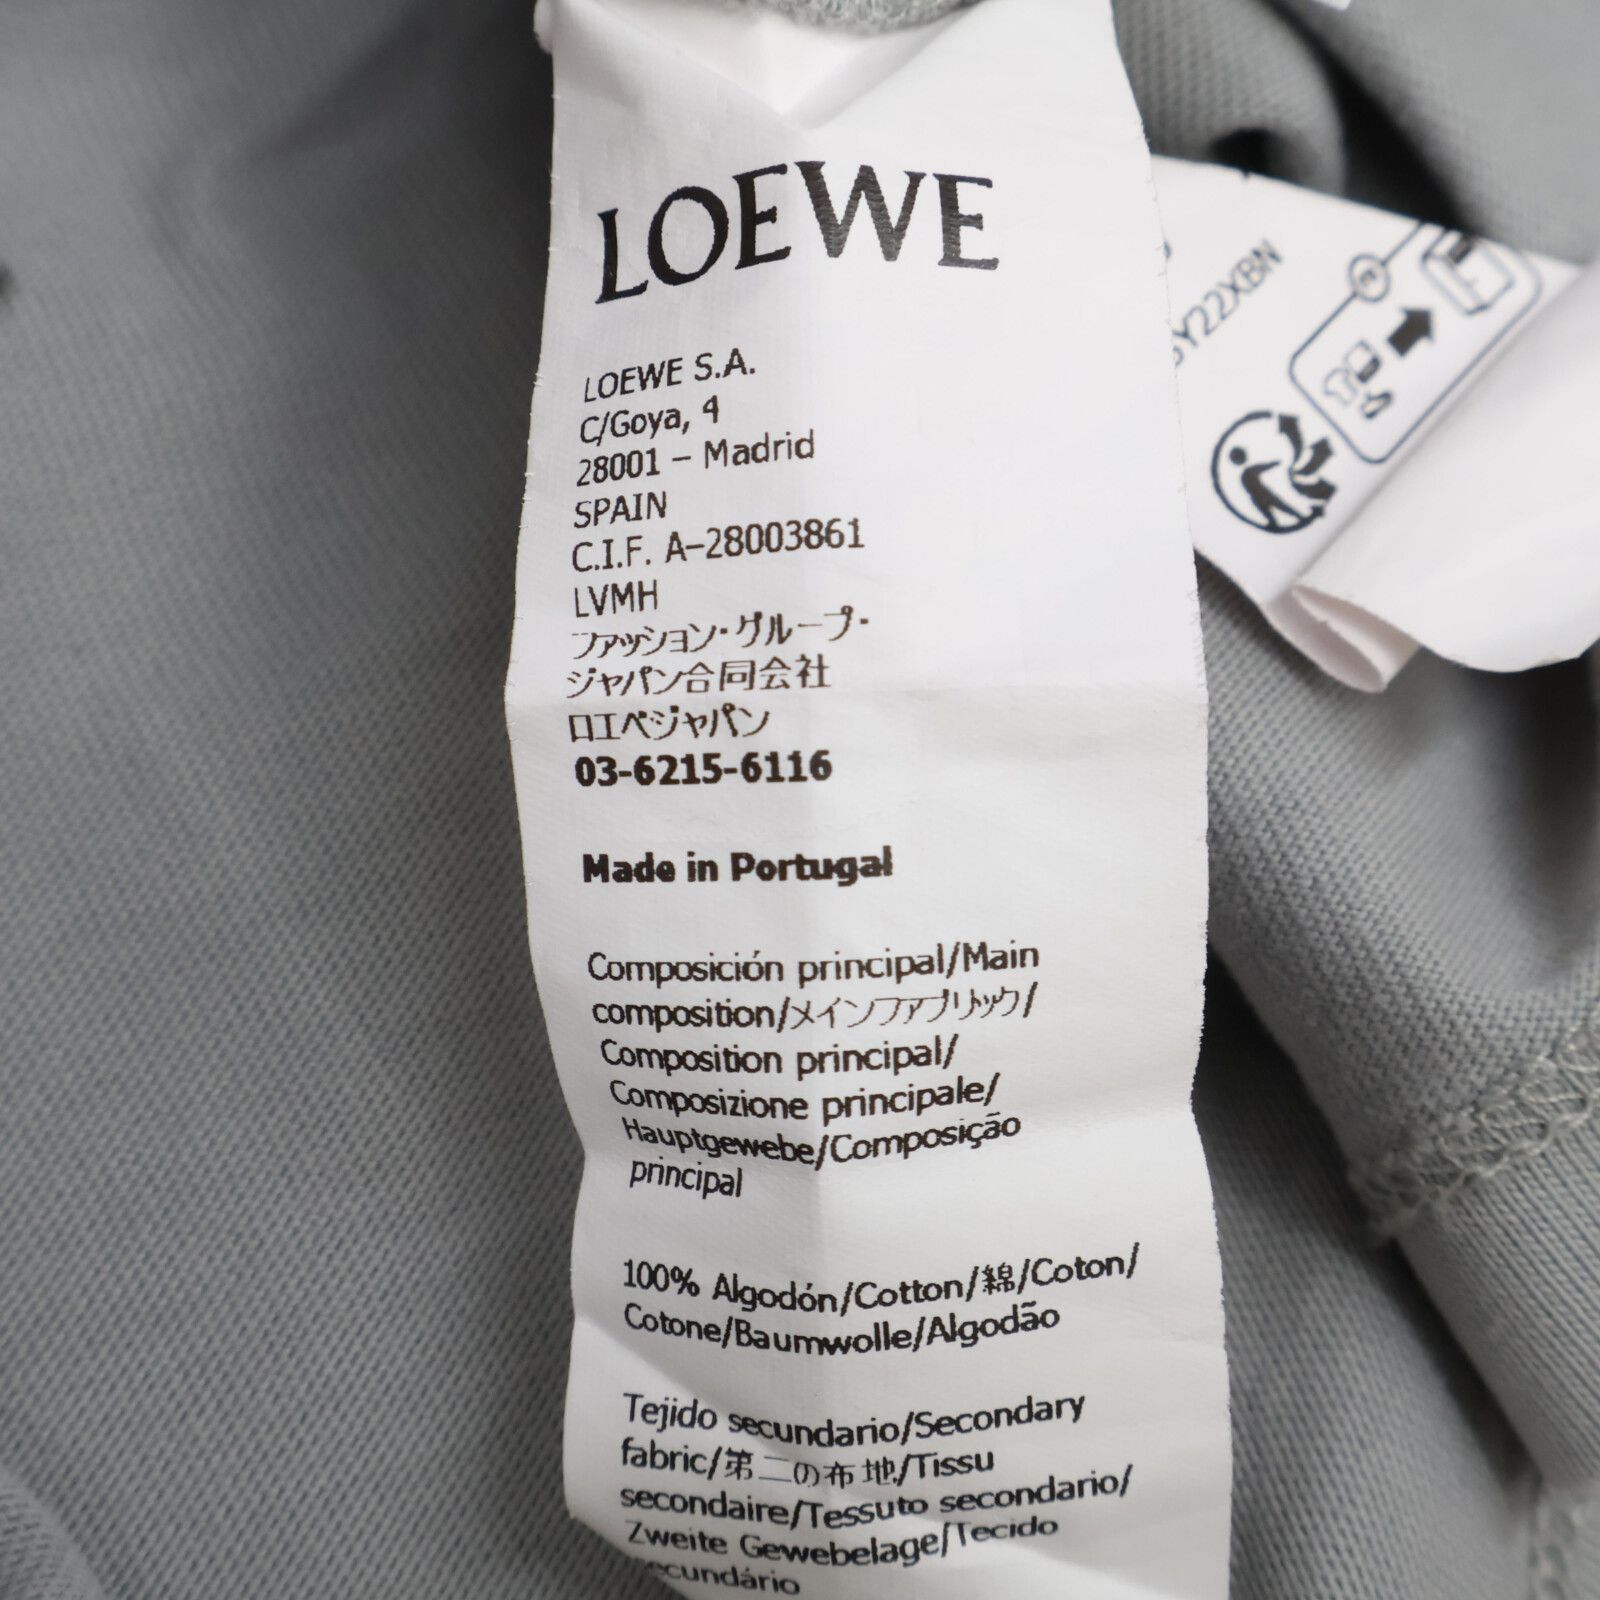 LOEWE
LOEWE S.A.
C/Goya, 4
28001 – Madrid
SPAIN
C.I.F. A-28003861
LVMH
ファッション・グループ・
ジャパン合同会社
ロエベジャパン
03-6215-6116
Made in Portugal
Composición principal/Main
composition/メインファブリック/
Composition principal/
Composizione principale/
Hauptgewebe/Composição
principal
100% Algodón/Cotton/綿/Coton/
Cotone/Baumwolle/Algodão
Tejido secundario/Secondary
fabric/第二の布地/Tissu
secondaire/Tessuto secondario/
Zweite Gewebelage/Tecido
secundário